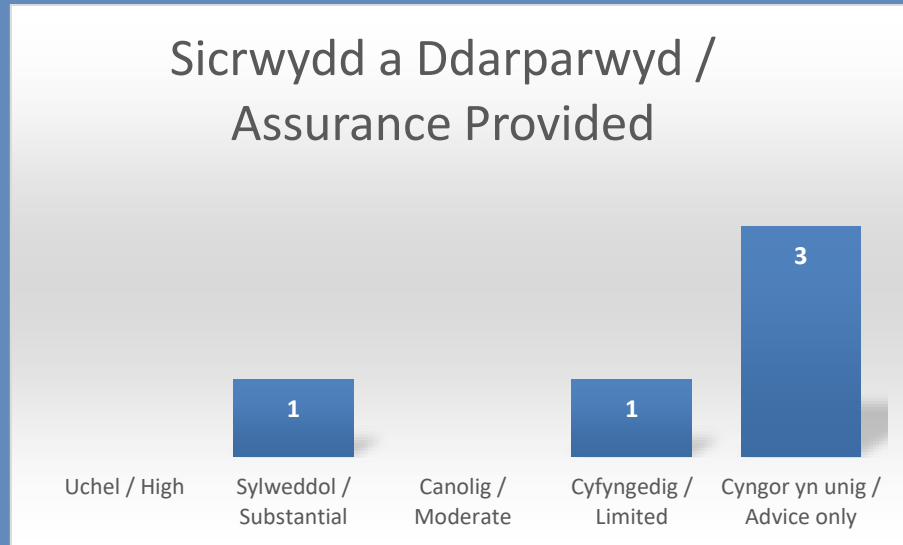 Sicrwydd a Ddarparwyd /
Assurance Provided
3
1
1
Uchel / High
Sylweddol /
Substantial
Canolig /
Moderate
Cyfyngedig /
Limited
Cyngor yn unig /
Advice only